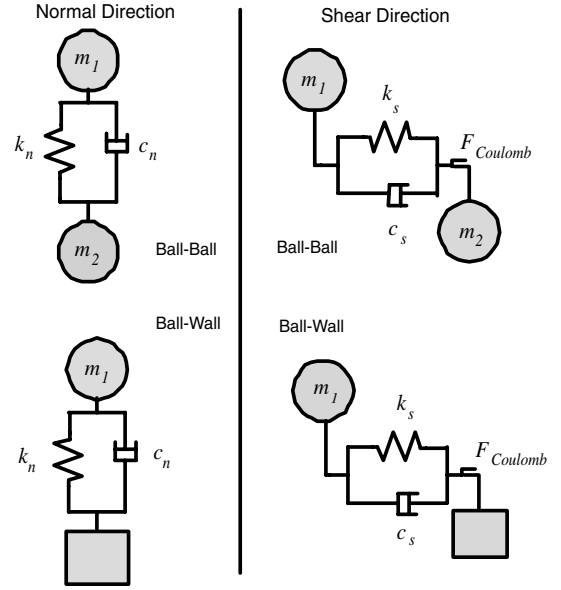 Normal Direction
m1
kn
cn
m2
Ball-Ball
Ball-Wall
m1
kn
cn
Shear Direction
m1
ks
FCoulomb
cs
m2
Ball-Ball
Ball-Wall
m1
ks
FCoulomb
cs